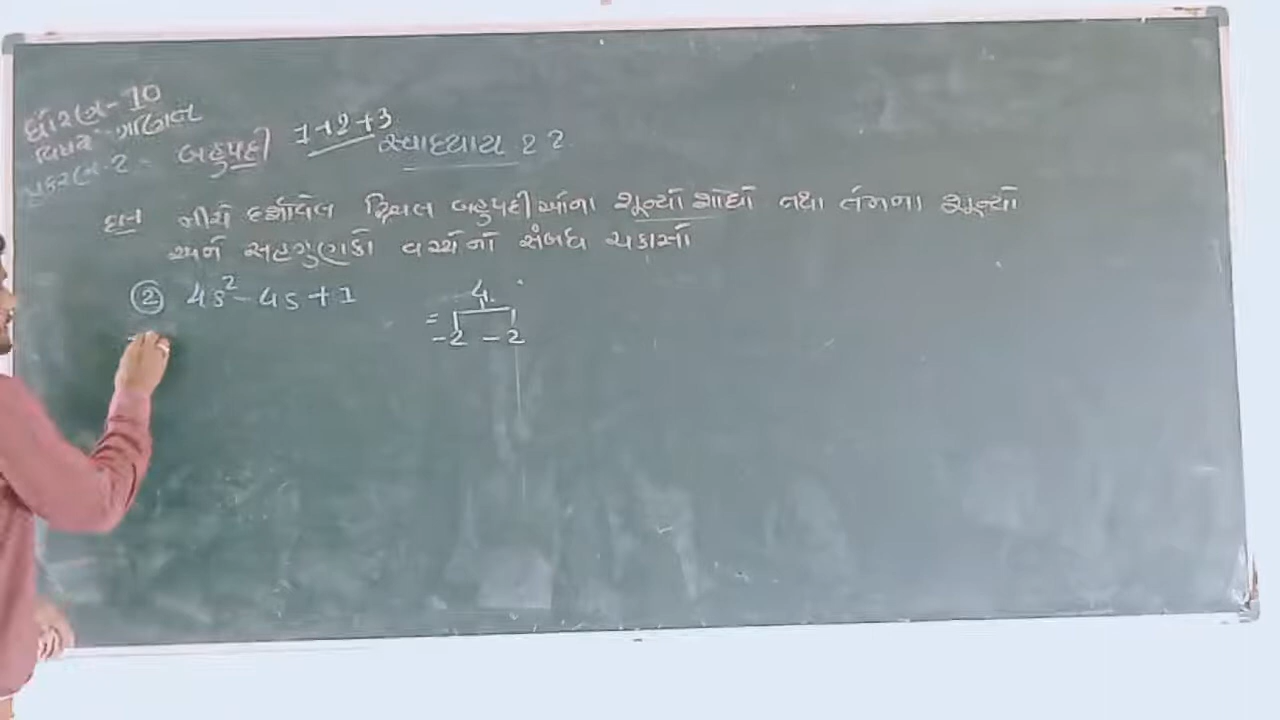 ધોરણ - 10
વિષય ગણિત
પ્રકરણ-2 = બહુપદી 1+2+3 સ્વાધ્યાય 2 2
દા.ન નીચે દર્શાવેલ દ્વિઘાત બહુપદીઓના શૂન્યો શોધો તથા તેમના શૂન્યો
અને સહગુણકો વચ્ચેનો સંબંધ ચકાસો
② 4s² - 4s + 1
4
=
-2 -2